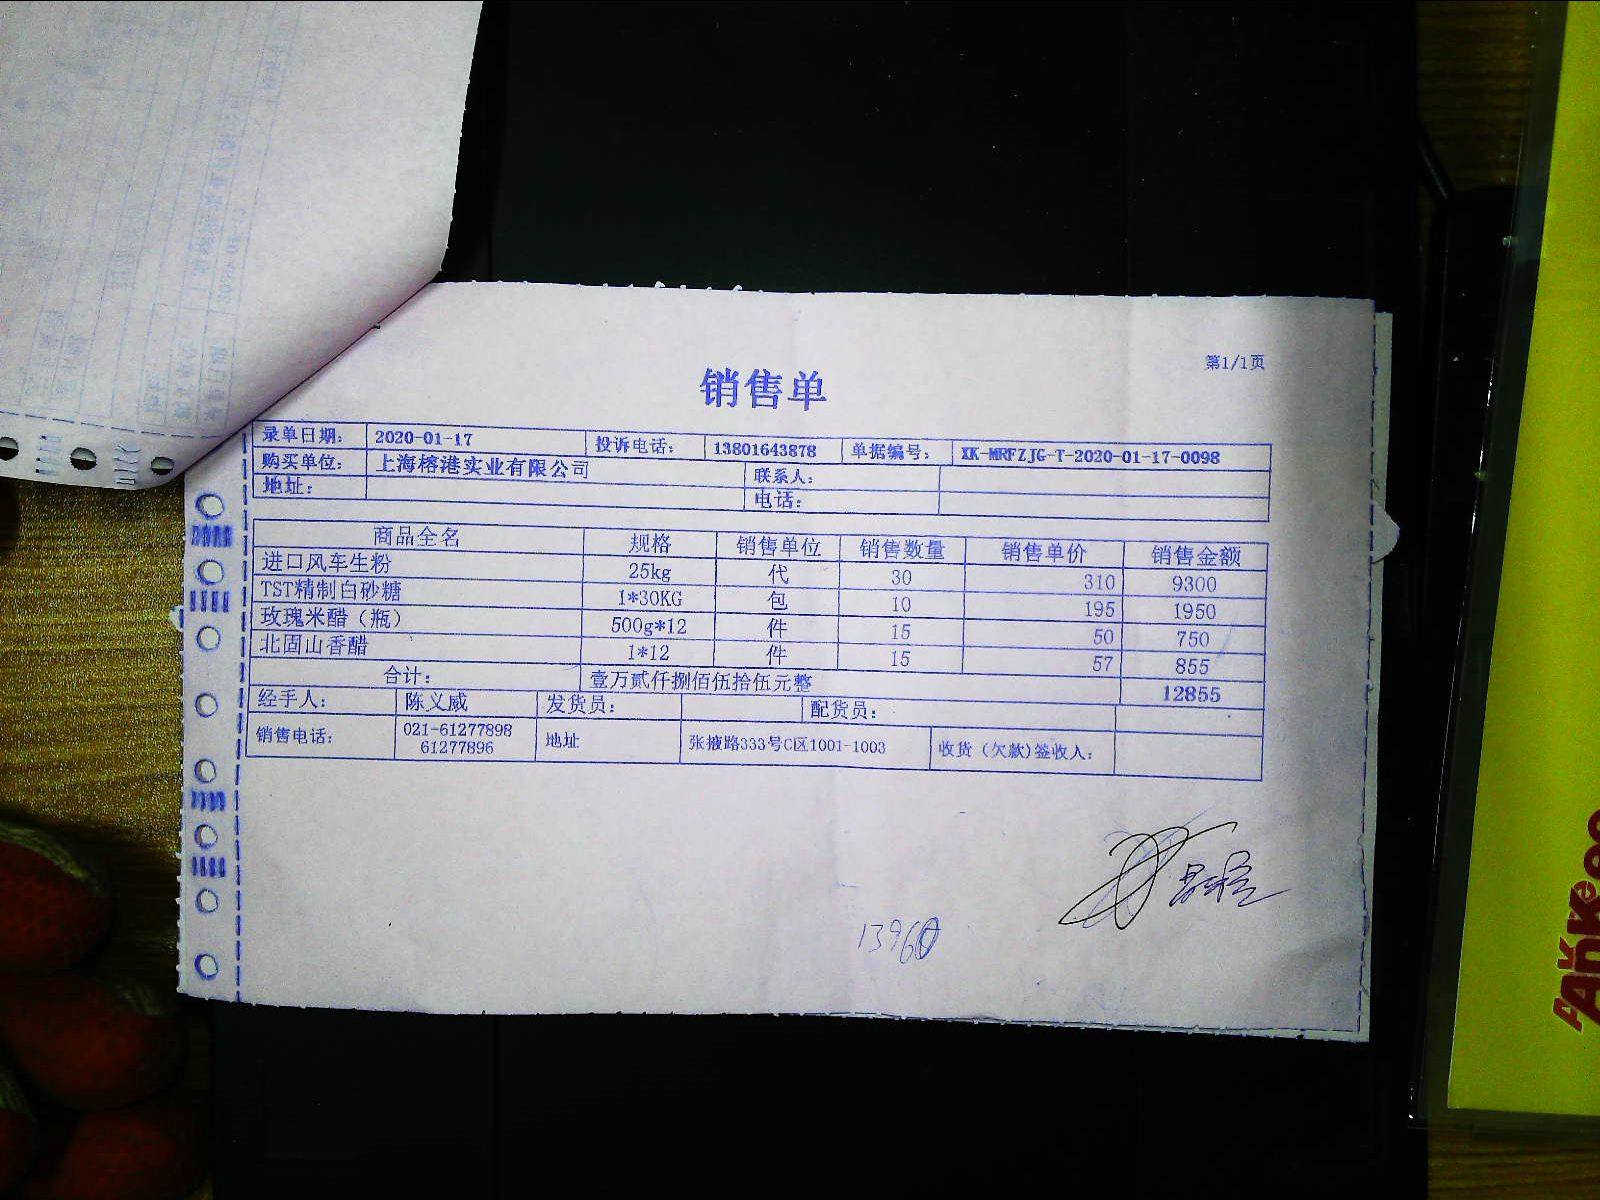 第1/1页
销售单
录单日期： 2020-01-17 投诉电话： 13801643878 单据编号： XK-MRFZJG-T-2020-01-17-0098
购买单位： 上海榕港实业有限公司 联系人：
地址： 电话：
商品全名 规格 销售单位 销售数量 销售单价 销售金额
进口风车生粉 25kg 代 30 310 9300
TST精制白砂糖 1*30KG 包 10 195 1950
玫瑰米醋（瓶） 500g*12 件 15 50 750
北固山香醋 1*12 件 15 57 855
合计： 壹万贰仟捌佰伍拾伍元整 12855
经手人： 陈义威 发货员： 配货员：
销售电话： 021-61277898 61277896 地址 张掖路333号C区1001-1003 收货（欠款)签收人：
13960